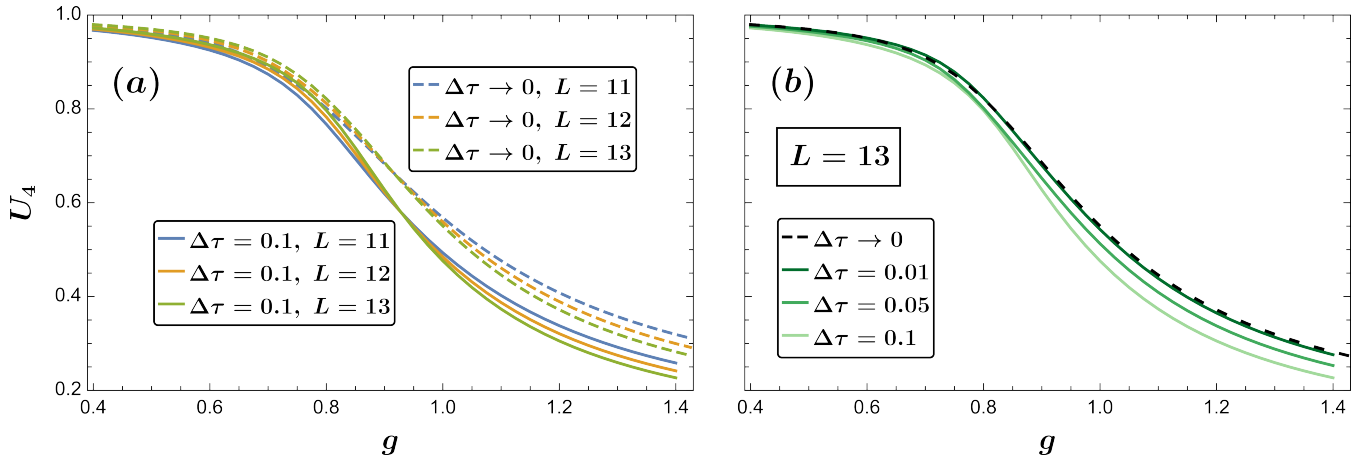 (a)
Δτ → 0, L = 11
Δτ → 0, L = 12
Δτ → 0, L = 13
Δτ = 0.1, L = 11
Δτ = 0.1, L = 12
Δτ = 0.1, L = 13
U₄
1.0
0.8
0.6
0.4
0.2
0.4
0.6
0.8
1.0
1.2
1.4
g
(b)
L = 13
Δτ → 0
Δτ = 0.01
Δτ = 0.05
Δτ = 0.1
0.4
0.6
0.8
1.0
1.2
1.4
g